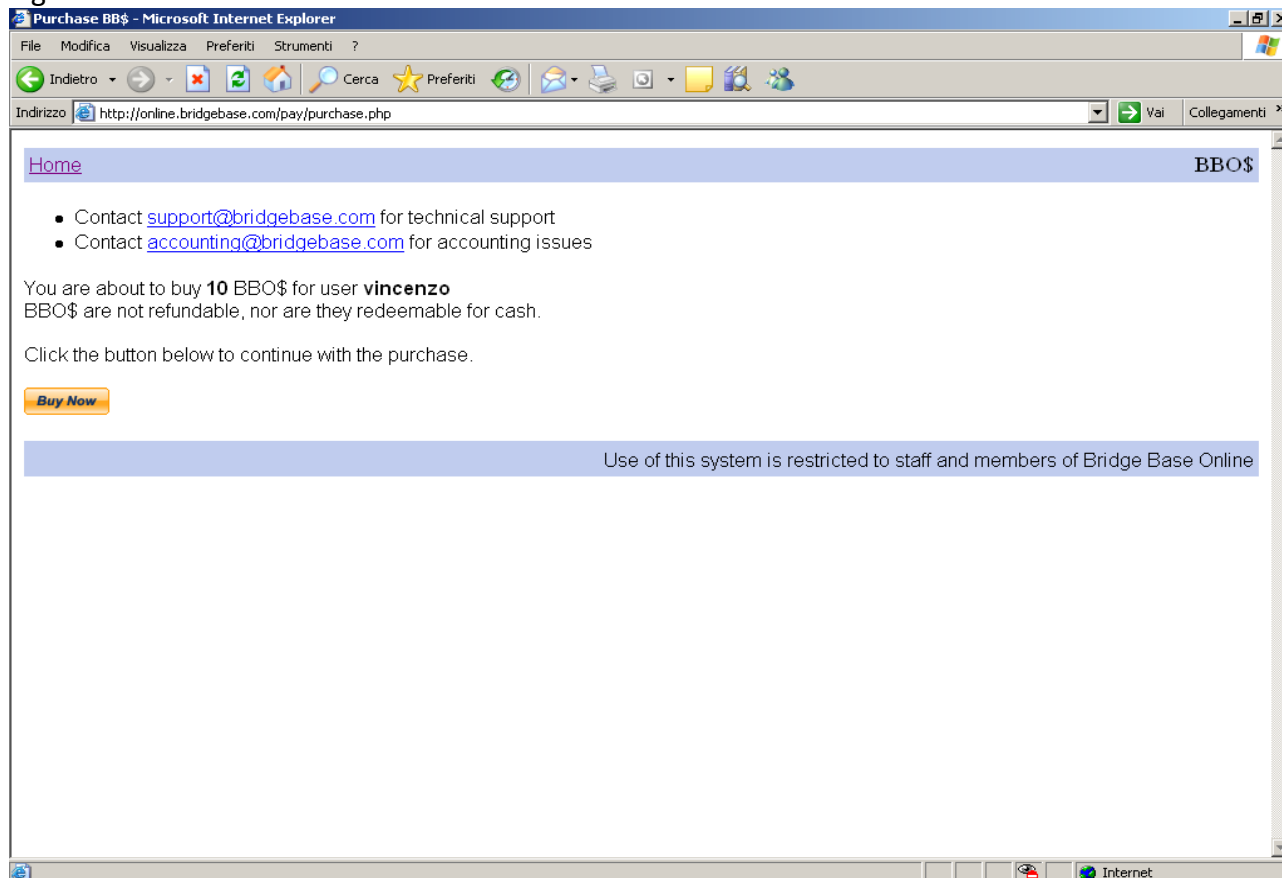 Purchase BB$ - Microsoft Internet Explorer
File Modifica Visualizza Preferiti Strumenti ?
Indietro Cerca Preferiti
Indirizzo http://online.bridgebase.com/pay/purchase.php Vai Collegamenti »
Home BBO$
• Contact support@bridgebase.com for technical support
• Contact accounting@bridgebase.com for accounting issues
You are about to buy 10 BBO$ for user vincenzo
BBO$ are not refundable, nor are they redeemable for cash.
Click the button below to continue with the purchase.
Buy Now
Use of this system is restricted to staff and members of Bridge Base Online
Internet